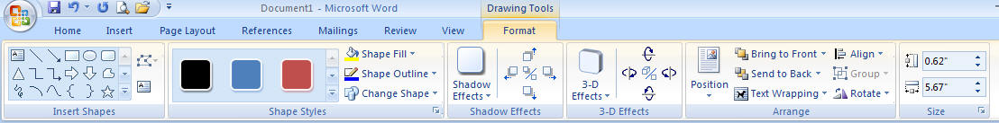 Document1 - Microsoft Word
Drawing Tools
Home Insert Page Layout References Mailings Review View Format
Shape Fill
Shape Outline
Change Shape
Shadow
Effects
3-D
Effects
Position
Bring to Front
Send to Back
Text Wrapping
Align
Group
Rotate
0.62"
5.67"
Insert Shapes Shape Styles Shadow Effects 3-D Effects Arrange Size